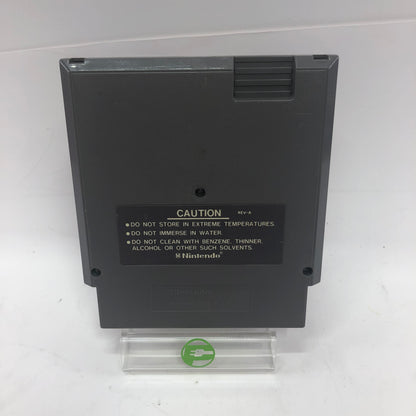 CAUTION REV-A
●DO NOT STORE IN EXTREME TEMPERATURES.
●DO NOT IMMERSE IN WATER.
●DO NOT CLEAN WITH BENZENE, THINNER,
ALCOHOL OR OTHER SUCH SOLVENTS.
Nintendo®